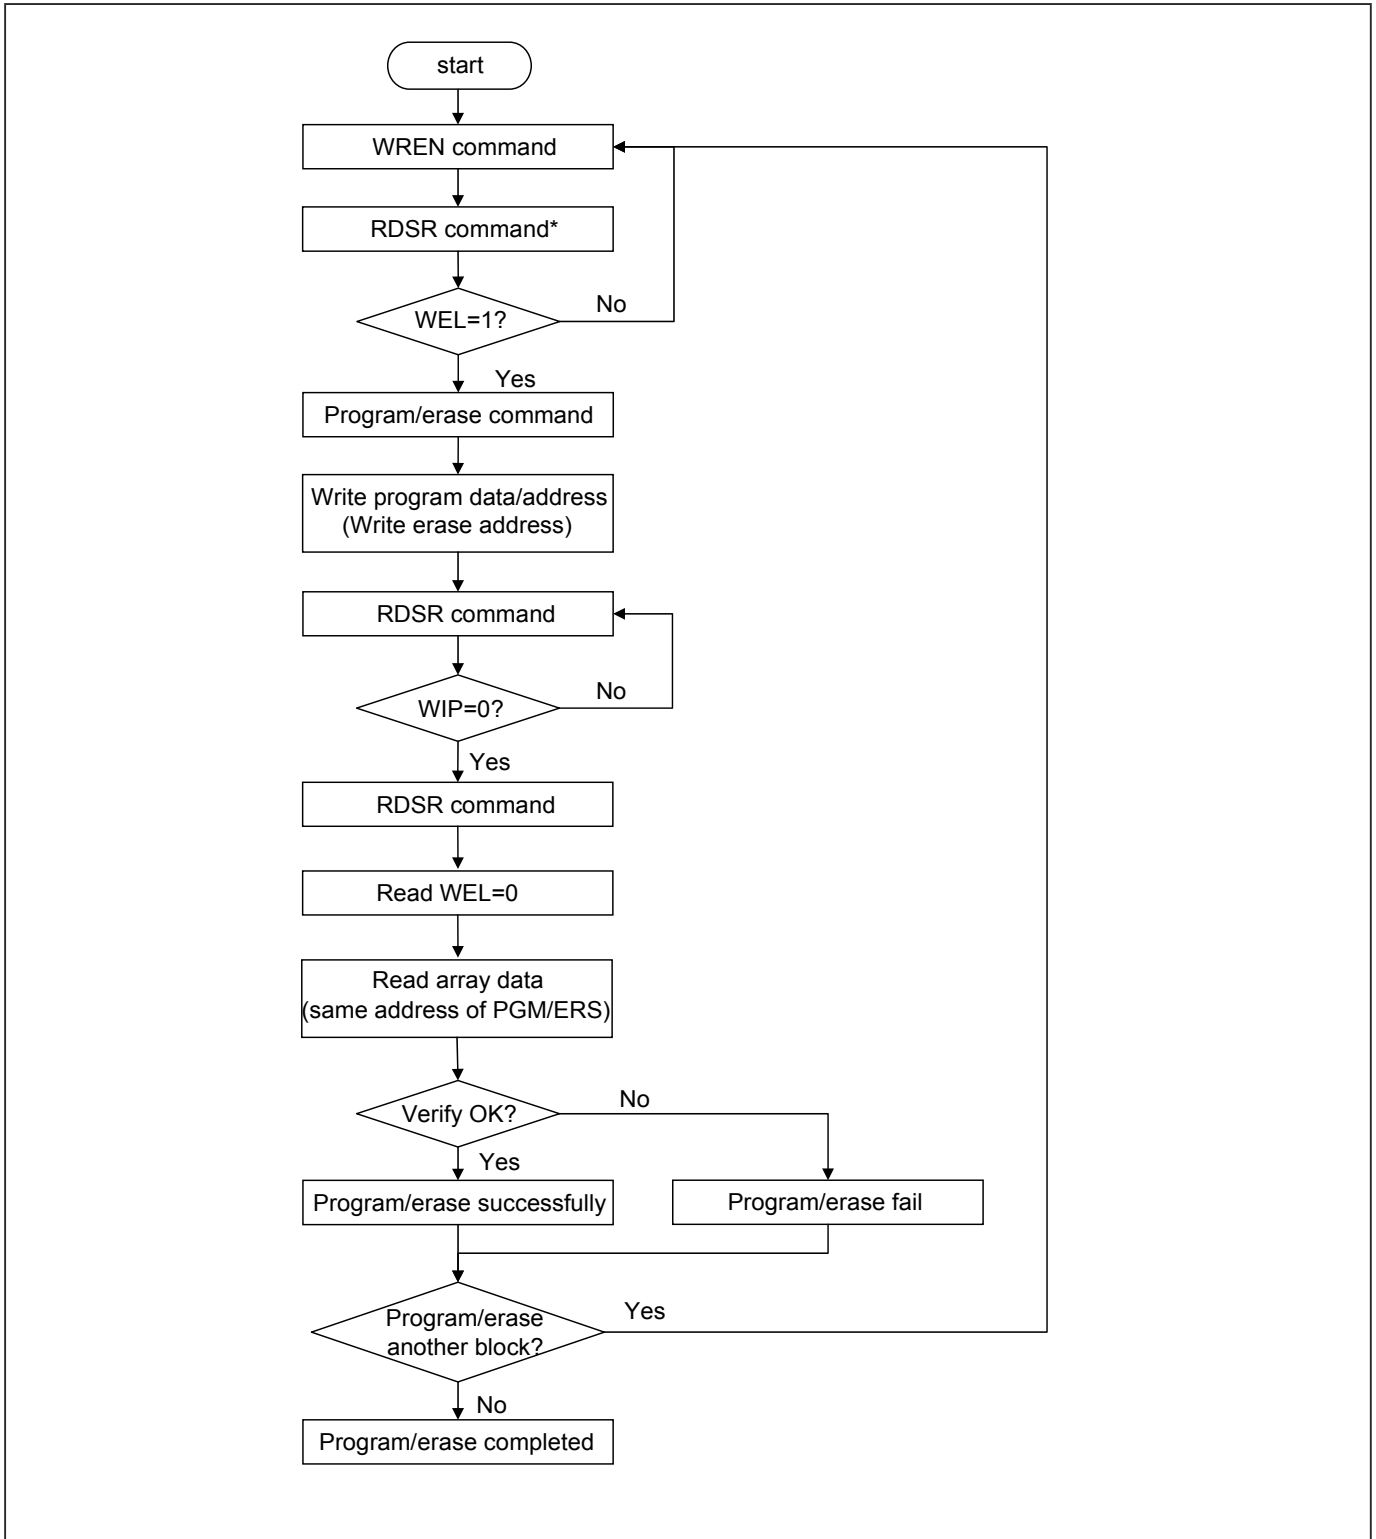 start
WREN command
RDSR command*
WEL=1?
No
Yes
Program/erase command
Write program data/address
(Write erase address)
RDSR command
WIP=0?
No
Yes
RDSR command
Read WEL=0
Read array data
(same address of PGM/ERS)
Verify OK?
No
Yes
Program/erase successfully
Program/erase fail
Program/erase
another block?
Yes
No
Program/erase completed